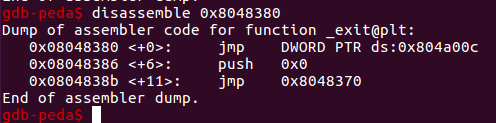 gdb-peda$ disassemble 0x8048380
Dump of assembler code for function _exit@plt:
   0x08048380 <+0>:     jmp    DWORD PTR ds:0x804a00c
   0x08048386 <+6>:     push   0x0
   0x0804838b <+11>:    jmp    0x8048370
End of assembler dump.
gdb-peda$